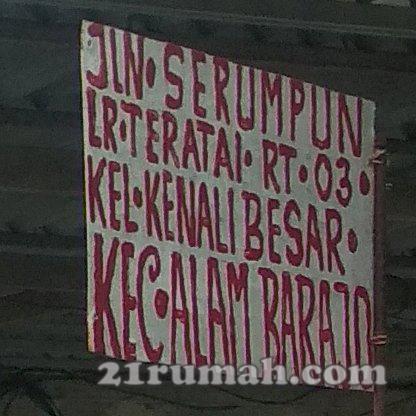 JLN. SERUMPUN
LR. TERATAI. RT. 03.
KEL. KENALI BESAR.
KEC. ALAM BARAJO
21rumah.com